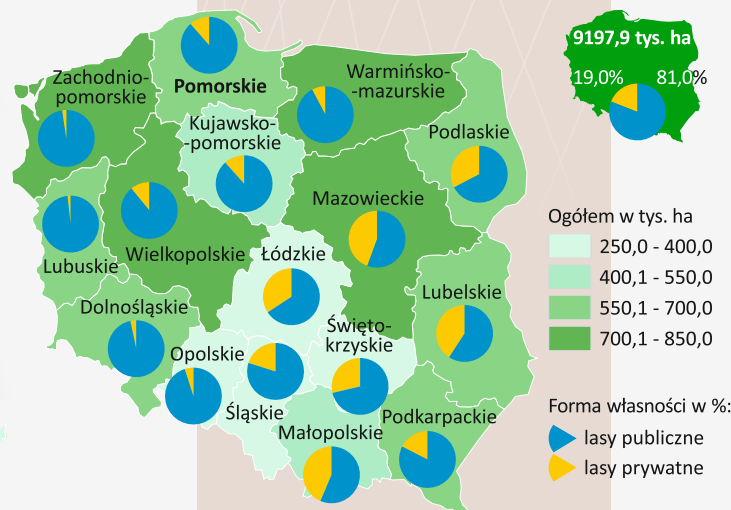 9197,9 tys. ha
19,0% 81,0%
Zachodnio-
pomorskie
Pomorskie
Warmińsko-
-mazurskie
Kujawsko-
-pomorskie
Podlaskie
Mazowieckie
Lubuskie
Wielkopolskie
Łódzkie
Dolnośląskie
Lubelskie
Święto-
krzyskie
Opolskie
Śląskie
Małopolskie
Podkarpackie
Ogółem w tys. ha
250,0 - 400,0
400,1 - 550,0
550,1 - 700,0
700,1 - 850,0
Forma własności w %:
lasy publiczne
lasy prywatne